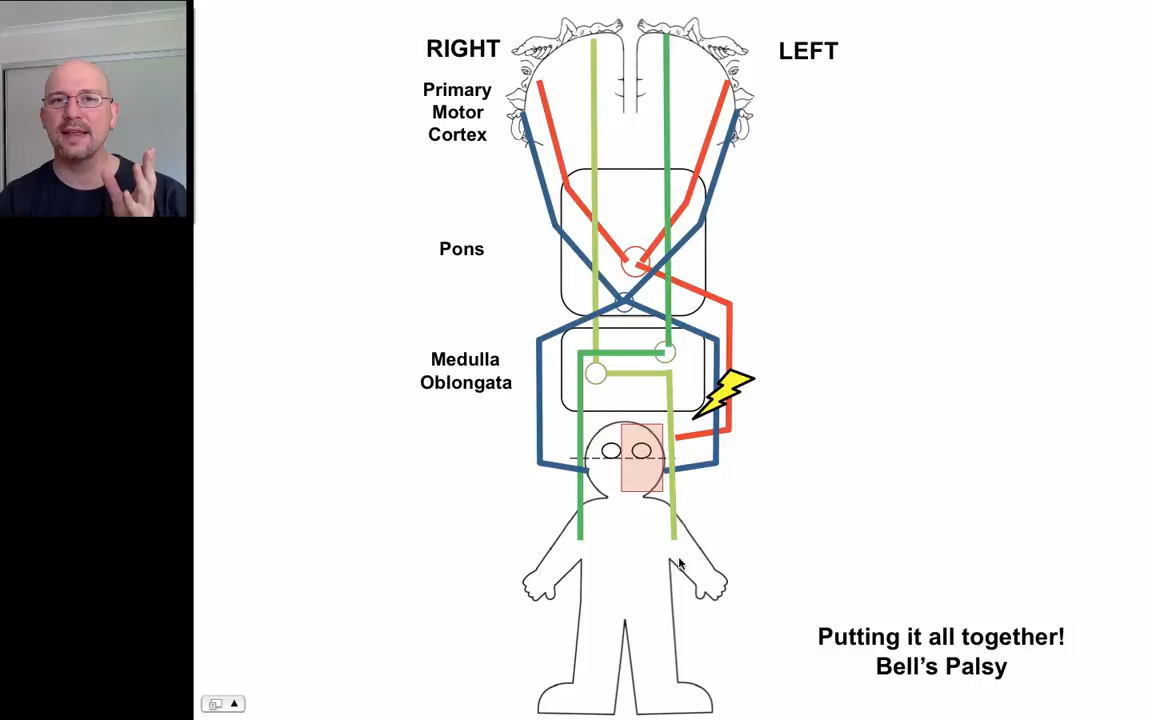 RIGHT
LEFT
Primary
Motor
Cortex
Pons
Medulla
Oblongata
Putting it all together!
Bell's Palsy